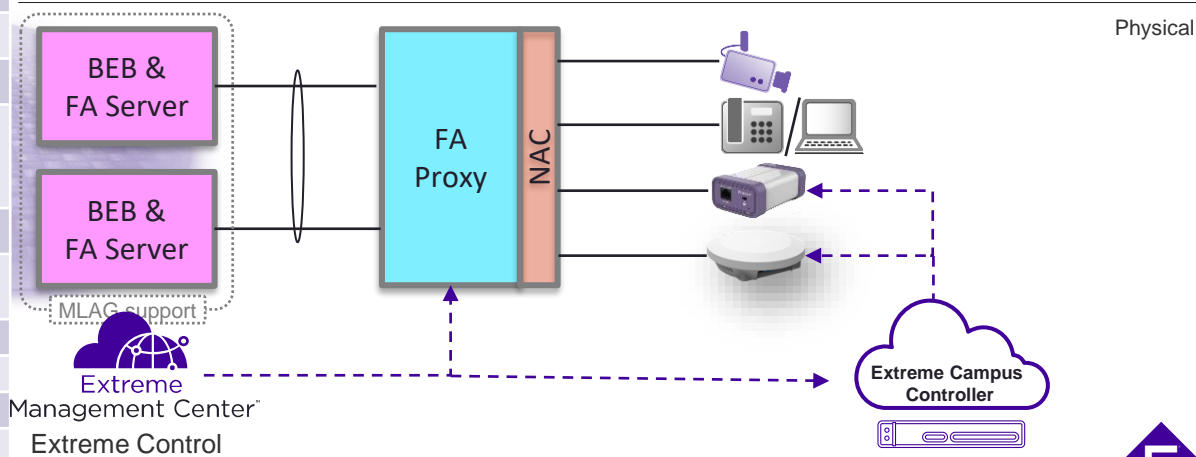 Physical
BEB &
FA Server
BEB &
FA Server
MLAG support
FA
Proxy
NAC
Extreme
Management Center
Extreme Control
Extreme Campus
Controller